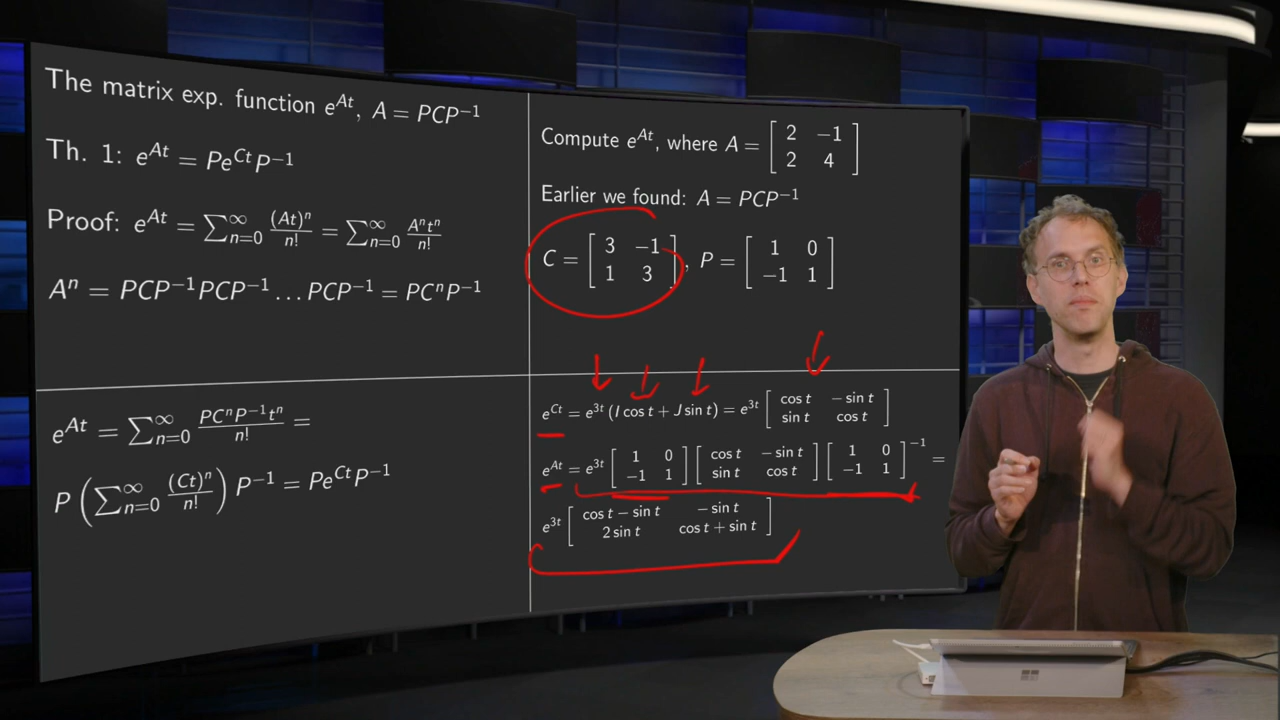 The matrix exp. function e^{At}, A = PCP^{-1}
Th. 1: e^{At} = Pe^{Ct}P^{-1}
Proof: e^{At} = ∑_{n=0}^{∞} (At)^n/n! = ∑_{n=0}^{∞} A^n t^n/n!
A^n = PCP^{-1}PCP^{-1} … PCP^{-1} = PC^nP^{-1}
Compute e^{At}, where A = [2 −1; 2 4]
Earlier we found: A = PCP^{-1}
C = [3 −1; 1 3], P = [1 0; −1 1]
e^{At} = ∑_{n=0}^{∞} PC^nP^{-1}t^n/n! =
P (∑_{n=0}^{∞} (Ct)^n/n!) P^{-1} = Pe^{Ct}P^{-1}
e^{Ct} = e^{3t} (I cos t + J sin t) = e^{3t} [cos t −sin t; sin t cos t]
e^{At} = e^{3t} [1 0; −1 1] [cos t −sin t; sin t cos t] [1 0; −1 1]^{-1} =
e^{3t} [cos t − sin t −sin t; 2 sin t cos t + sin t]